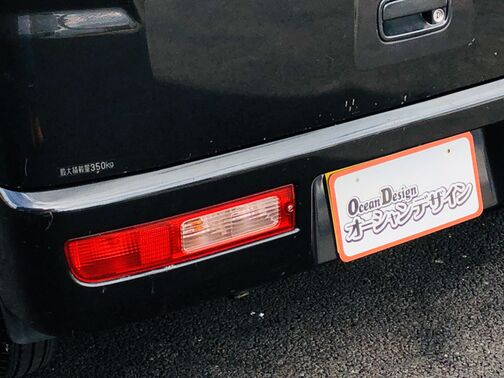 最大積載量350kg
Ocean Design
オーシャンデザイン